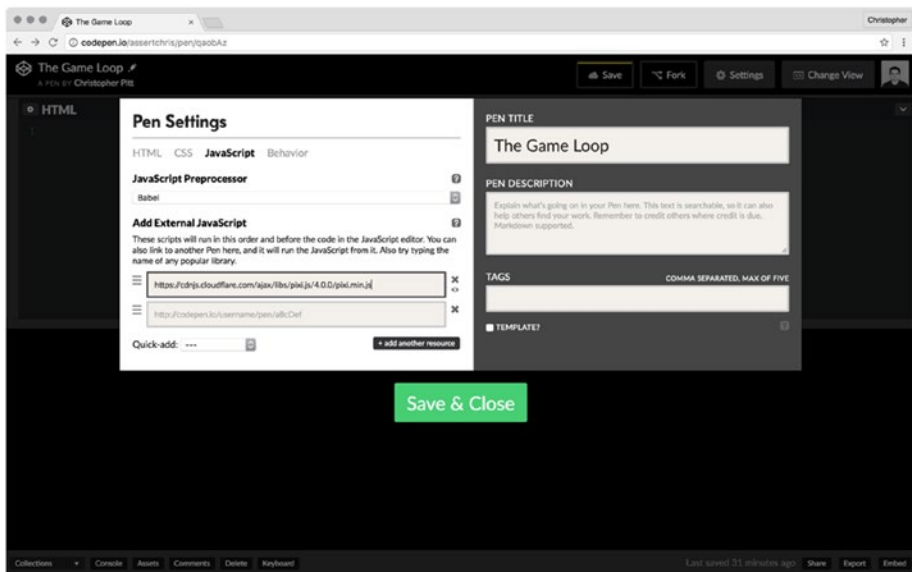 The Game Loop
Christopher
codepen.io/assertchris/pen/qaobAz
The Game Loop
A PEN BY Christopher Pitt
Save
Fork
Settings
Change View
HTML
1
Pen Settings
HTML CSS JavaScript Behavior
JavaScript Preprocessor
Babel
Add External JavaScript
These scripts will run in this order and before the code in the JavaScript editor. You can
also link to another Pen here, and it will run the JavaScript from it. Also try typing the
name of any popular library.
https://cdnjs.cloudflare.com/ajax/libs/pixi.js/4.0.0/pixi.min.js
http://codepen.io/username/pen/aBcDef
Quick-add: ---
+ add another resource
PEN TITLE
The Game Loop
PEN DESCRIPTION
Explain what's going on in your Pen here. This text is searchable, so it can also
help others find your work. Remember to credit others where credit is due.
Markdown supported.
TAGS
COMMA SEPARATED, MAX OF FIVE
TEMPLATE?
Save & Close
Collections
Console
Assets
Comments
Delete
Keyboard
Last saved 31 minutes ago
Share
Export
Embed